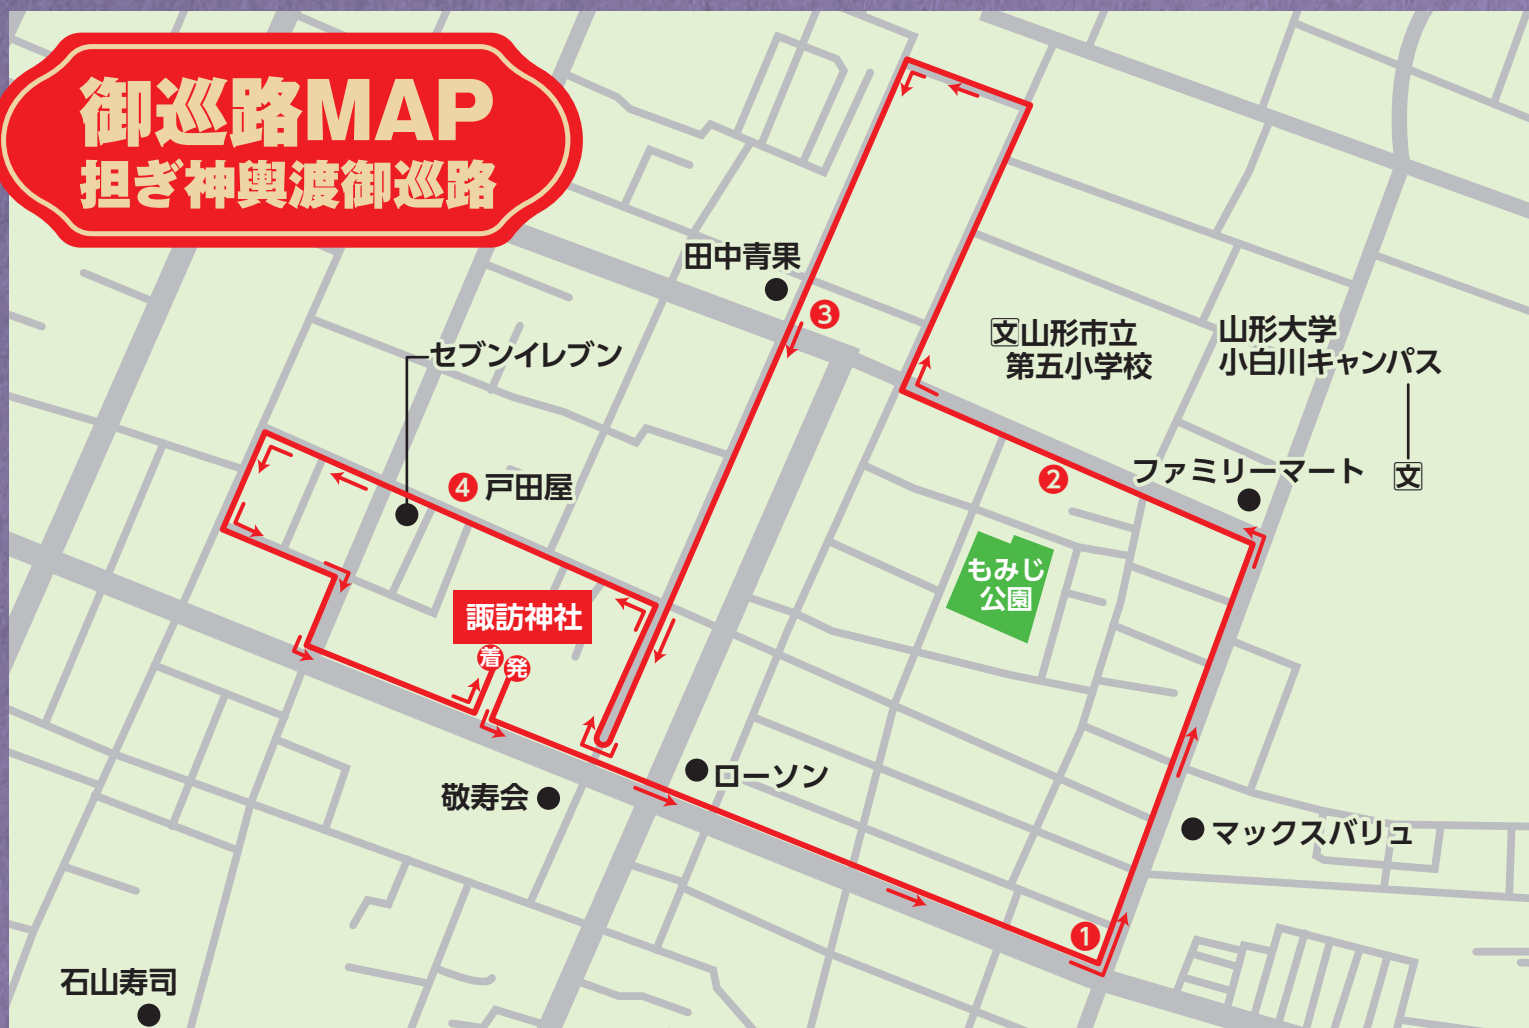 御巡路MAP
担ぎ神輿渡御巡路
田中青果
❸
セブンイレブン
文山形市立
第五小学校
山形大学
小白川キャンパス
文
ファミリーマート
❷
❹ 戸田屋
もみじ
公園
諏訪神社
着
発
敬寿会
ローソン
マックスバリュ
❶
石山寿司